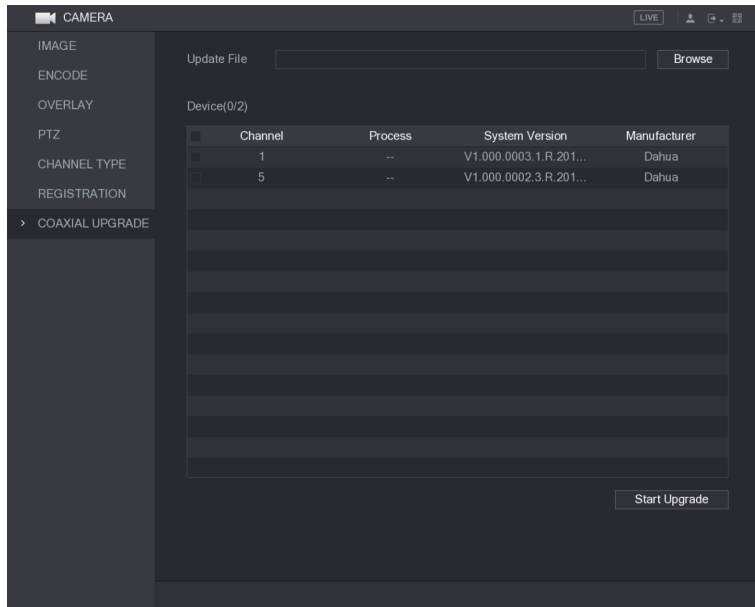 CAMERA
LIVE
IMAGE
ENCODE
OVERLAY
PTZ
CHANNEL TYPE
REGISTRATION
> COAXIAL UPGRADE
Update File
Browse
Device(0/2)
Channel Process System Version Manufacturer
1 -- V1.000.0003.1.R.201... Dahua
5 -- V1.000.0002.3.R.201... Dahua
Start Upgrade